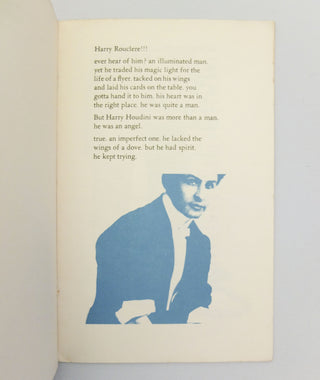 Harry Rouclere!!!
ever hear of him? an illuminated man.
yet he traded his magic light for the
life of a flyer. tacked on his wings
and laid his cards on the table. you
gotta hand it to him. his heart was in
the right place. he was quite a man.
But Harry Houdini was more than a man.
he was an angel.
true. an imperfect one. he lacked the
wings of a dove. but he had spirit.
he kept trying.